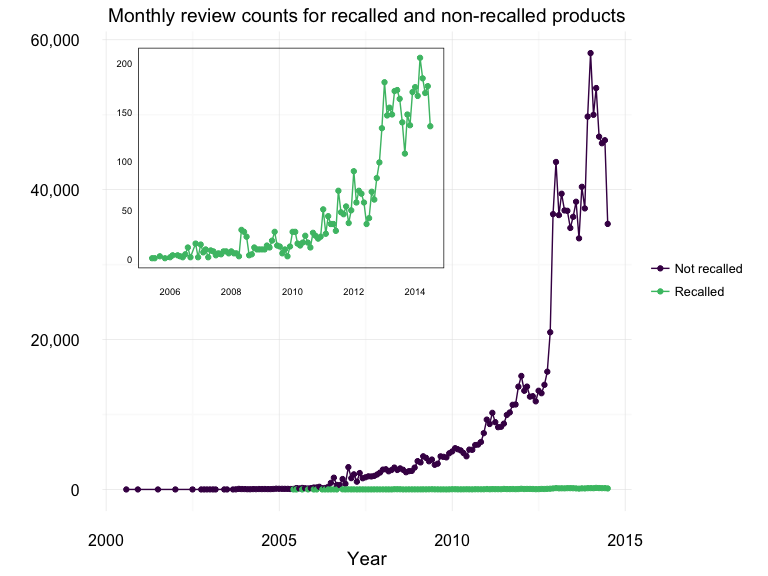 Monthly review counts for recalled and non-recalled products
60,000
40,000
20,000
0
200
150
100
50
0
2006 2008 2010 2012 2014
Not recalled
Recalled
2000 2005 2010 2015
Year